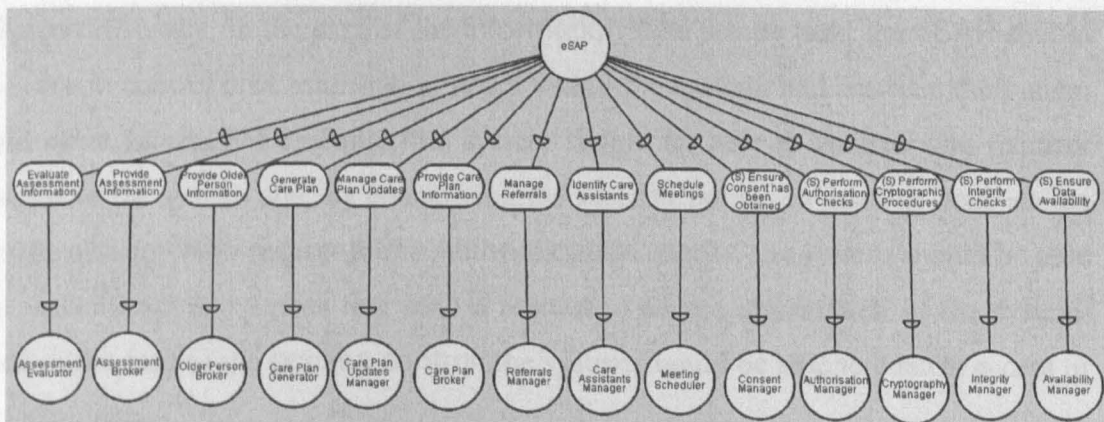 eSAP
Evaluate
Assessment
Information
Provide
Assessment
Information
Provide Older
Person
Information
Generate
Care Plan
Manage Care
Plan Updates
Provide Care
Plan
Information
Manage
Referrals
Identify Care
Assistants
Schedule
Meetings
(S) Ensure
Consent has
been
Obtained
(S) Perform
Authorisation
Checks
(S) Perform
Cryptographic
Procedures
(S) Perform
Integrity
Checks
(S) Ensure
Data
Availability
Assessment
Evaluator
Assessment
Broker
Older Person
Broker
Care Plan
Generator
Care Plan
Updates
Manager
Care Plan
Broker
Referrals
Manager
Care
Assistants
Manager
Meeting
Scheduler
Consent
Manager
Authorisation
Manager
Cryptography
Manager
Integrity
Manager
Availability
Manager